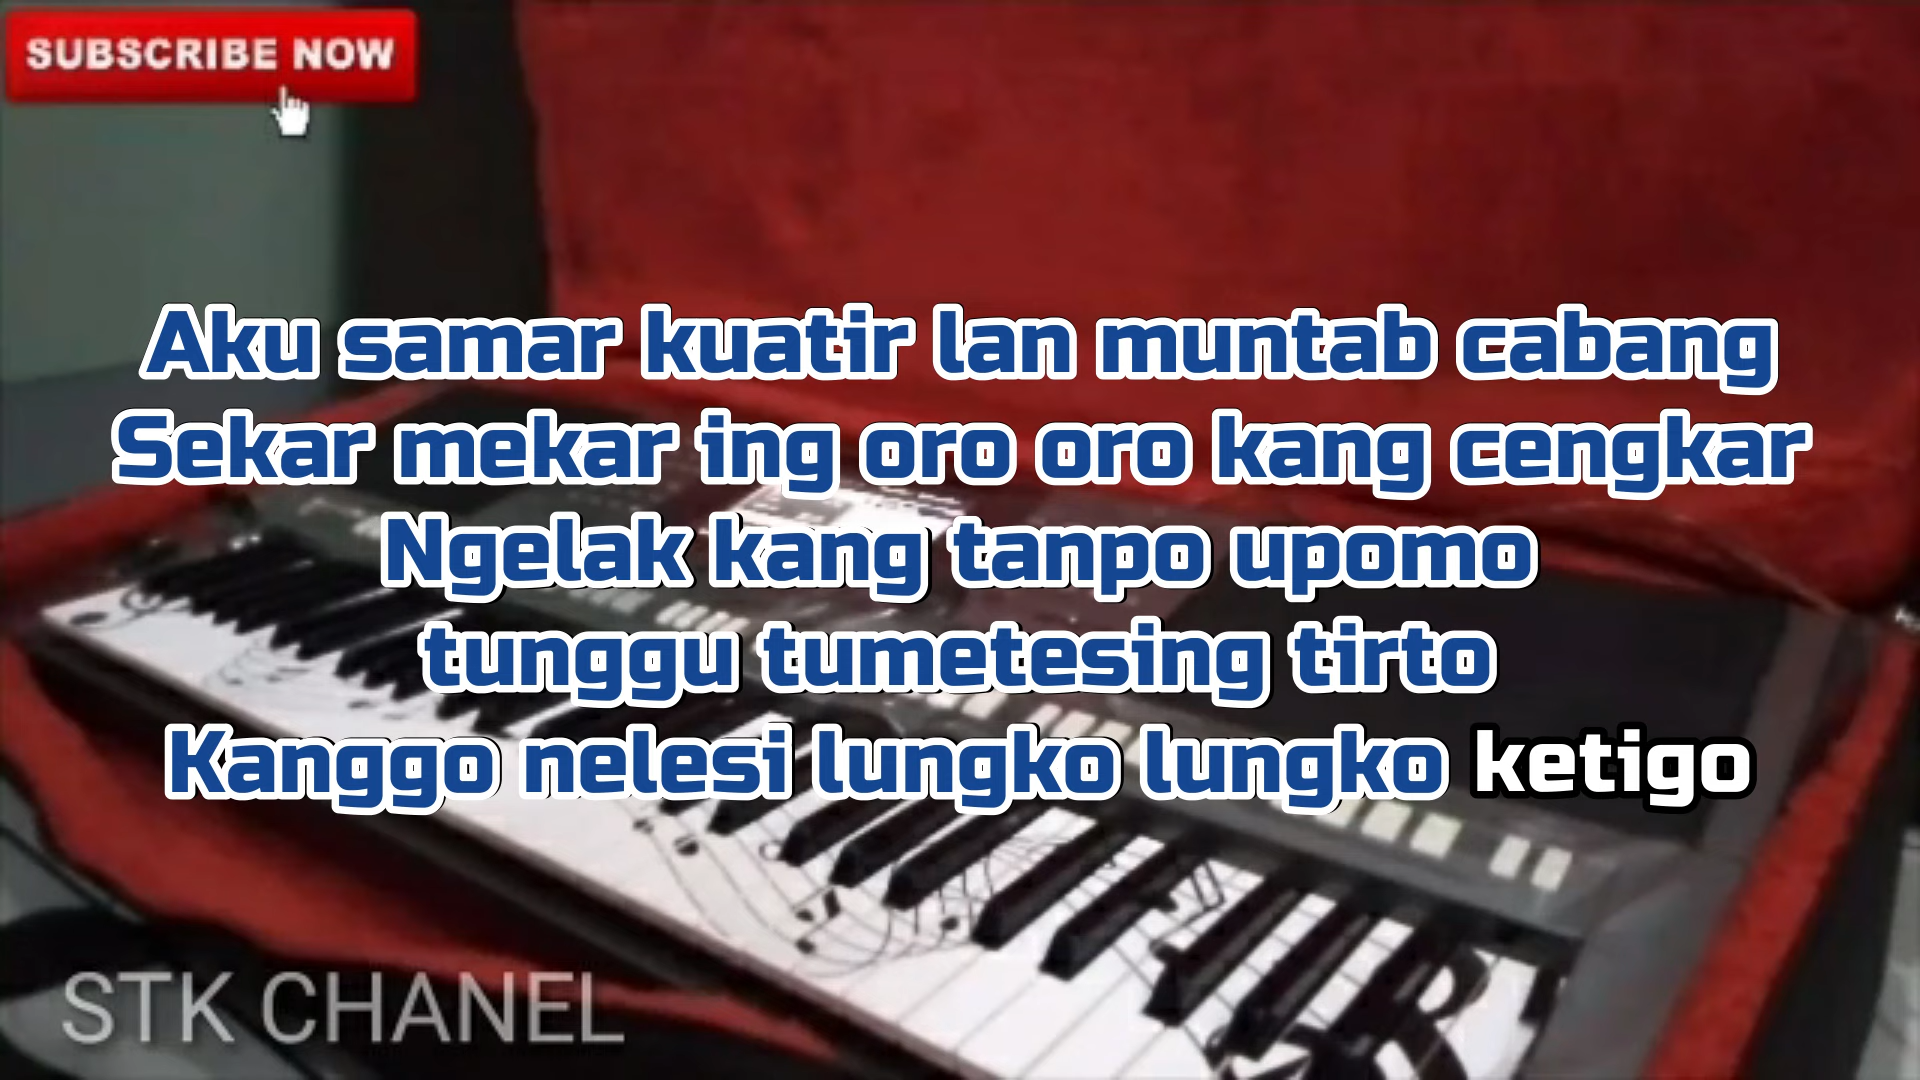 SUBSCRIBE NOW
Aku samar kuatir lan muntab cabang
Sekar mekar ing oro oro kang cengkar
Ngelak kang tanpo upomo
tunggu tumetesing tirto
Kanggo nelesi lungko lungko ketigo
STK CHANEL